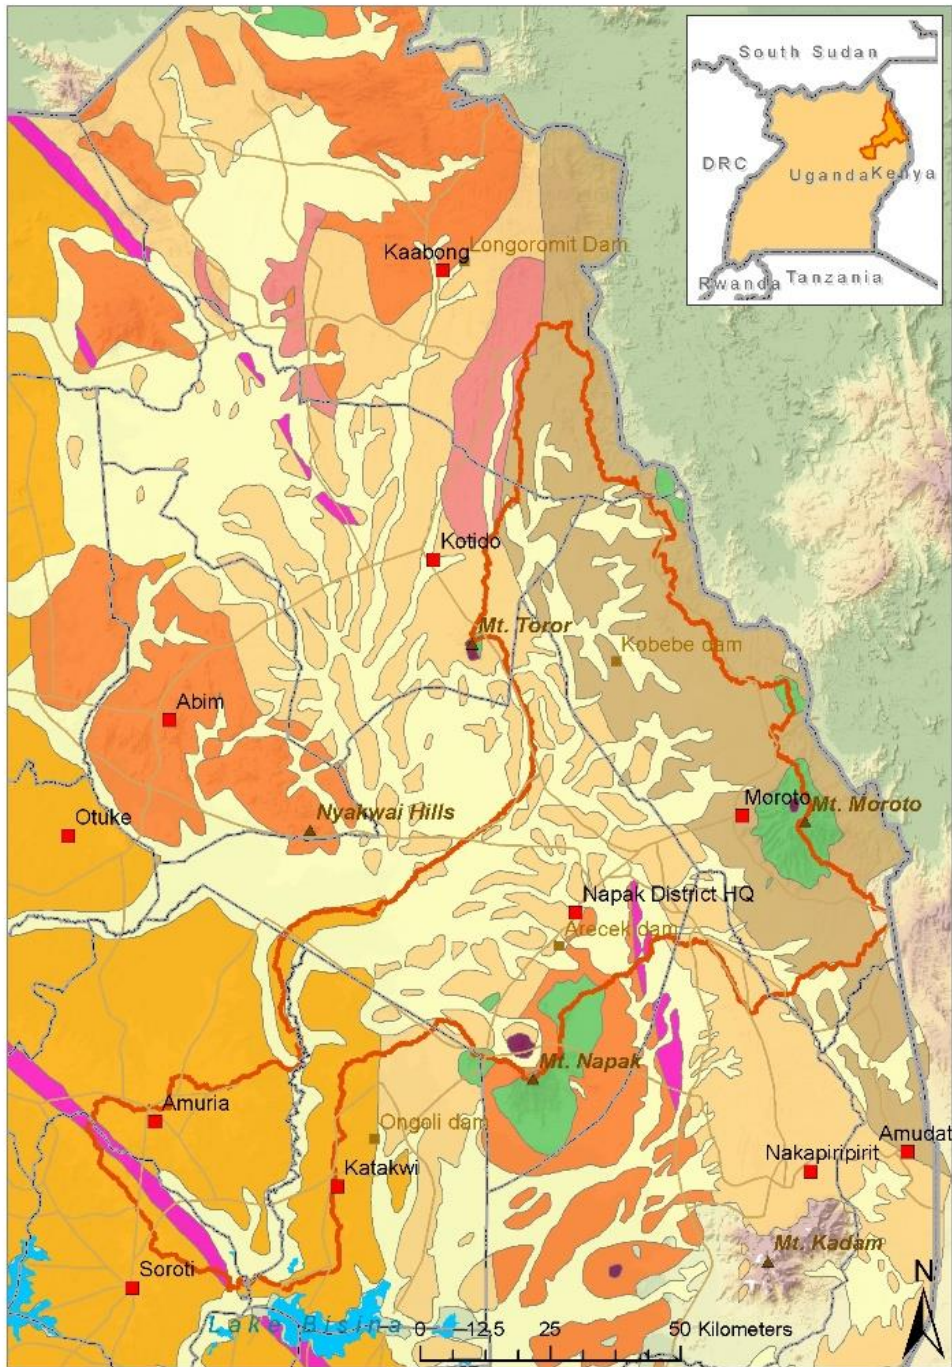 South Sudan
DRC
Uganda
Kenya
Rwanda
Tanzania
Kaabong
Longoromit Dam
Kotido
Mt. Toror
Kobebe dam
Abim
Nyakwai Hills
Moroto
Mt. Moroto
Otuke
Napak District HQ
Arecek dam
Mt. Napak
Amuria
Ongoli dam
Katakwi
Nakapiripirit
Amudat
Mt. Kadam
Soroti
Lake Bisina
N
0 12.5 25 50 Kilometers